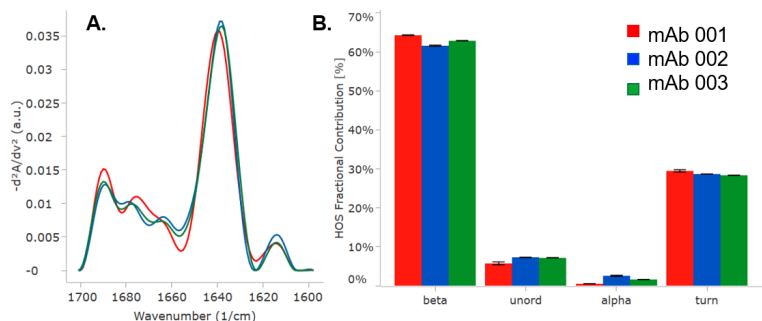 A.
0.035
0.03
0.025
0.02
0.015
0.01
0.005
-0
-d²A/dv² (a.u.)
1700
1680
1660
1640
1620
1600
Wavenumber (1/cm)
B.
70%
60%
50%
40%
30%
20%
10%
0%
HOS Fractional Contribution [%]
mAb 001
mAb 002
mAb 003
beta
unord
alpha
turn